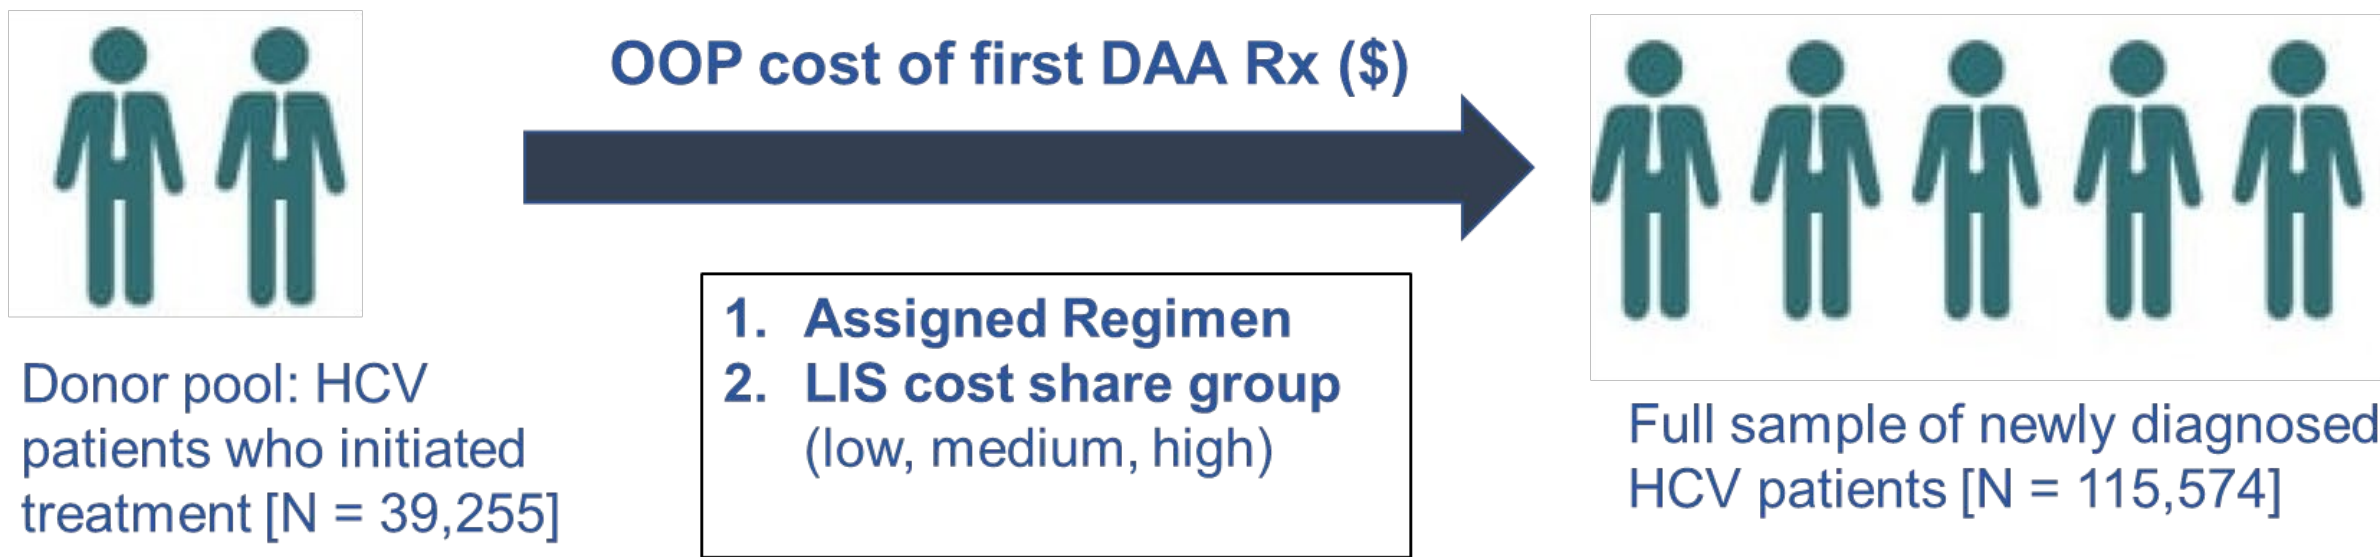 OOP cost of first DAA Rx ($)
Donor pool: HCV
patients who initiated
treatment [N = 39,255]
1. Assigned Regimen
2. LIS cost share group
(low, medium, high)
Full sample of newly diagnosed
HCV patients [N = 115,574]